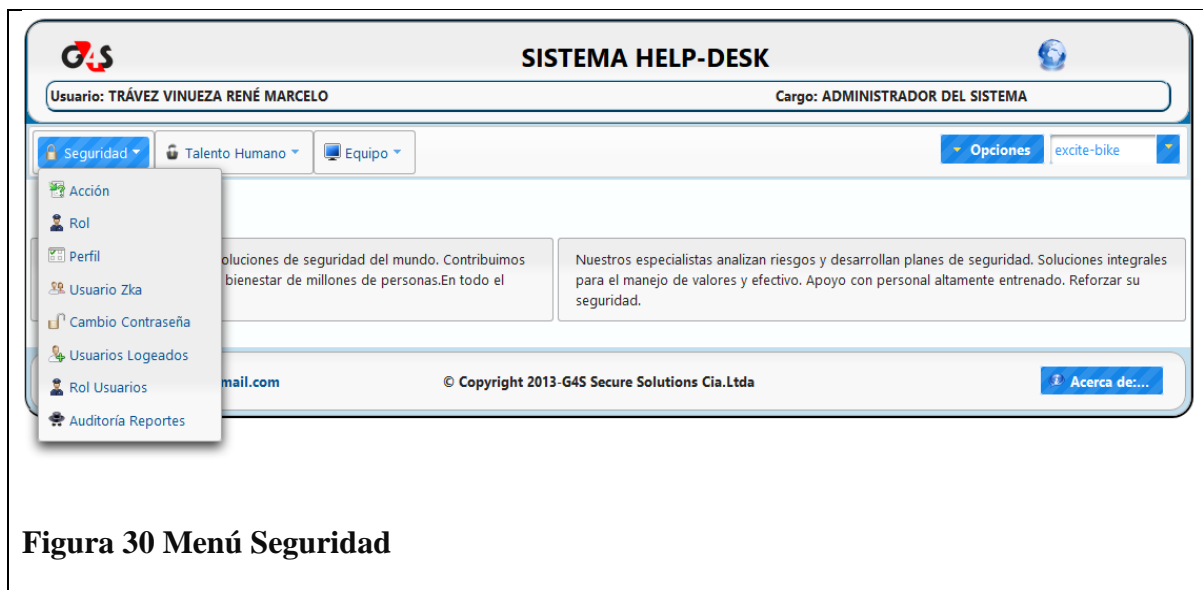 G4S
SISTEMA HELP-DESK
Usuario: TRÁVEZ VINUEZA RENÉ MARCELO
Cargo: ADMINISTRADOR DEL SISTEMA
Seguridad
Talento Humano
Equipo
Opciones
excite-bike
Acción
Rol
Perfil
Usuario Zka
Cambio Contraseña
Usuarios Logeados
Rol Usuarios
Auditoría Reportes
oluciones de seguridad del mundo. Contribuimos
bienestar de millones de personas.En todo el
Nuestros especialistas analizan riesgos y desarrollan planes de seguridad. Soluciones integrales
para el manejo de valores y efectivo. Apoyo con personal altamente entrenado. Reforzar su
seguridad.
mail.com
© Copyright 2013-G4S Secure Solutions Cia.Ltda
Acerca de:...
Figura 30 Menú Seguridad